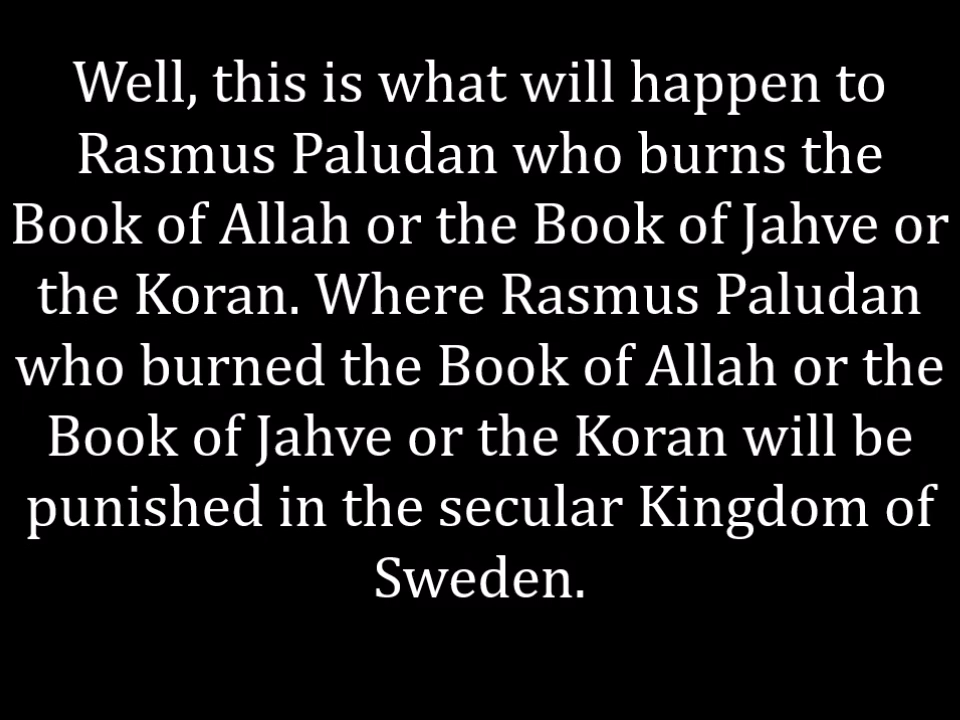 Well, this is what will happen to
Rasmus Paludan who burns the
Book of Allah or the Book of Jahve or
the Koran. Where Rasmus Paludan
who burned the Book of Allah or the
Book of Jahve or the Koran will be
punished in the secular Kingdom of
Sweden.